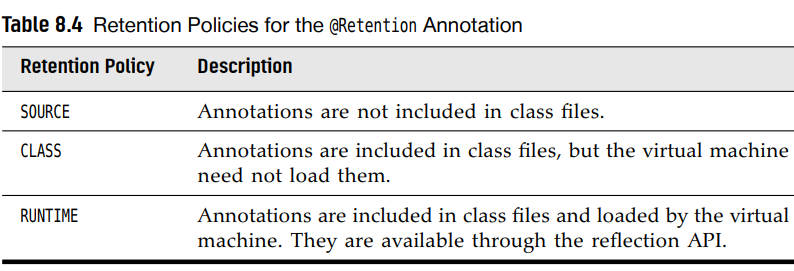 Table 8.4 Retention Policies for the @Retention Annotation
Retention Policy Description
SOURCE Annotations are not included in class files.
CLASS Annotations are included in class files, but the virtual machine
need not load them.
RUNTIME Annotations are included in class files and loaded by the virtual
machine. They are available through the reflection API.